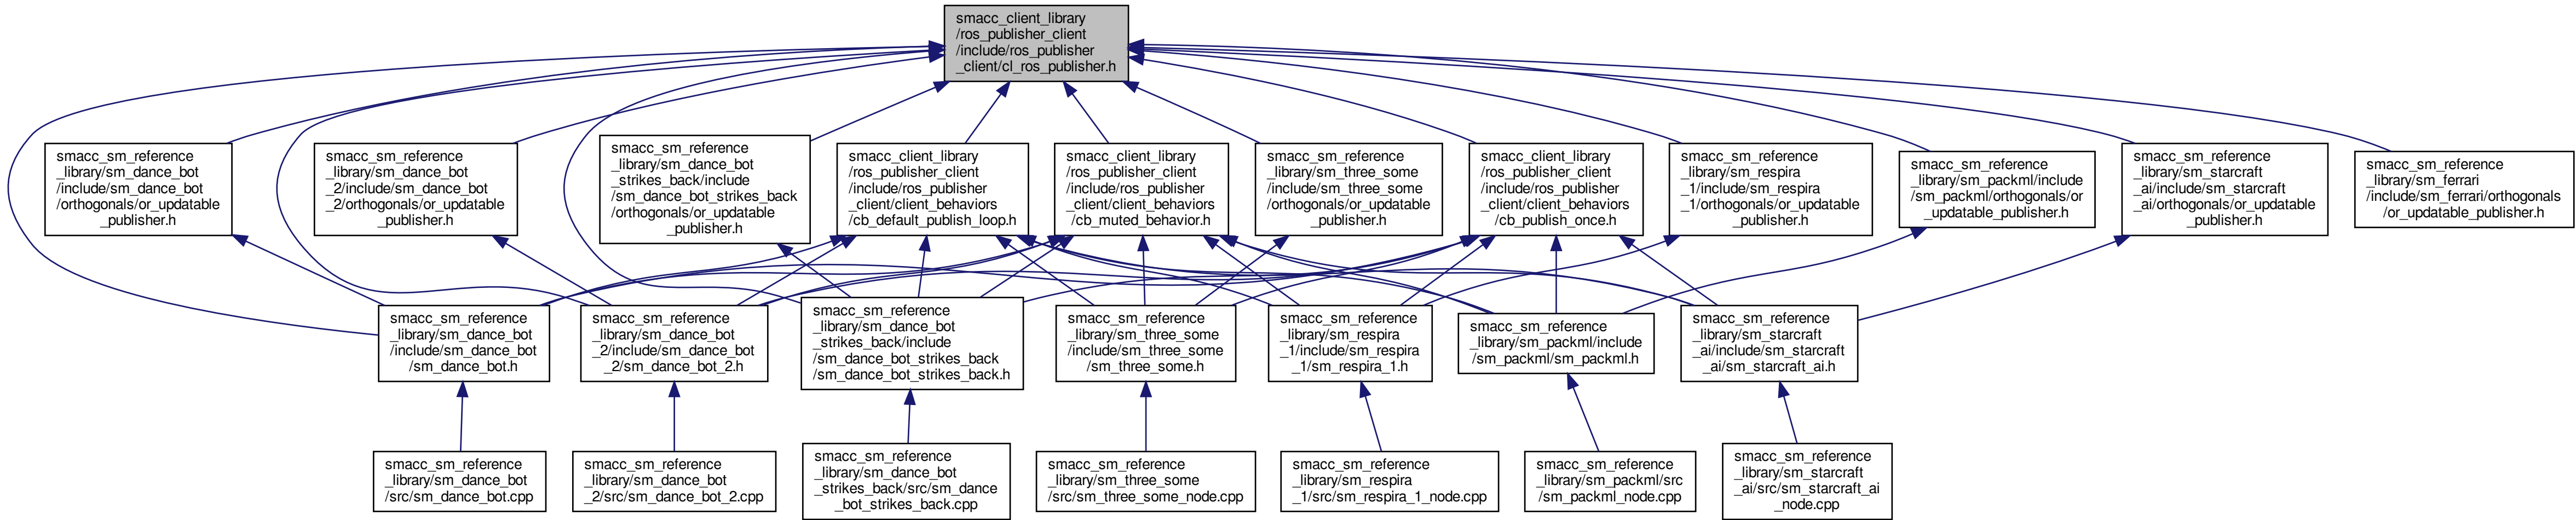 smacc_client_library
/ros_publisher_client
/include/ros_publisher
_client/cl_ros_publisher.h
smacc_sm_reference
_library/sm_dance_bot
/include/sm_dance_bot
/orthogonals/or_updatable
_publisher.h
smacc_sm_reference
_library/sm_dance_bot
_2/include/sm_dance_bot
_2/orthogonals/or_updatable
_publisher.h
smacc_sm_reference
_library/sm_dance_bot
_strikes_back/include
/sm_dance_bot_strikes_back
/orthogonals/or_updatable
_publisher.h
smacc_client_library
/ros_publisher_client
/include/ros_publisher
_client/client_behaviors
/cb_default_publish_loop.h
smacc_client_library
/ros_publisher_client
/include/ros_publisher
_client/client_behaviors
/cb_muted_behavior.h
smacc_sm_reference
_library/sm_three_some
/include/sm_three_some
/orthogonals/or_updatable
_publisher.h
smacc_client_library
/ros_publisher_client
/include/ros_publisher
_client/client_behaviors
/cb_publish_once.h
smacc_sm_reference
_library/sm_respira
_1/include/sm_respira
_1/orthogonals/or_updatable
_publisher.h
smacc_sm_reference
_library/sm_packml/include
/sm_packml/orthogonals/or
_updatable_publisher.h
smacc_sm_reference
_library/sm_starcraft
_ai/include/sm_starcraft
_ai/orthogonals/or_updatable
_publisher.h
smacc_sm_reference
_library/sm_ferrari
/include/sm_ferrari/orthogonals
/or_updatable_publisher.h
smacc_sm_reference
_library/sm_dance_bot
/include/sm_dance_bot
/sm_dance_bot.h
smacc_sm_reference
_library/sm_dance_bot
_2/include/sm_dance_bot
_2/sm_dance_bot_2.h
smacc_sm_reference
_library/sm_dance_bot
_strikes_back/include
/sm_dance_bot_strikes_back
/sm_dance_bot_strikes_back.h
smacc_sm_reference
_library/sm_three_some
/include/sm_three_some
/sm_three_some.h
smacc_sm_reference
_library/sm_respira
_1/include/sm_respira
_1/sm_respira_1.h
smacc_sm_reference
_library/sm_packml/include
/sm_packml/sm_packml.h
smacc_sm_reference
_library/sm_starcraft
_ai/include/sm_starcraft
_ai/sm_starcraft_ai.h
smacc_sm_reference
_library/sm_dance_bot
/src/sm_dance_bot.cpp
smacc_sm_reference
_library/sm_dance_bot
_2/src/sm_dance_bot_2.cpp
smacc_sm_reference
_library/sm_dance_bot
_strikes_back/src/sm_dance
_bot_strikes_back.cpp
smacc_sm_reference
_library/sm_three_some
/src/sm_three_some_node.cpp
smacc_sm_reference
_library/sm_respira
_1/src/sm_respira_1_node.cpp
smacc_sm_reference
_library/sm_packml/src
/sm_packml_node.cpp
smacc_sm_reference
_library/sm_starcraft
_ai/src/sm_starcraft_ai
_node.cpp